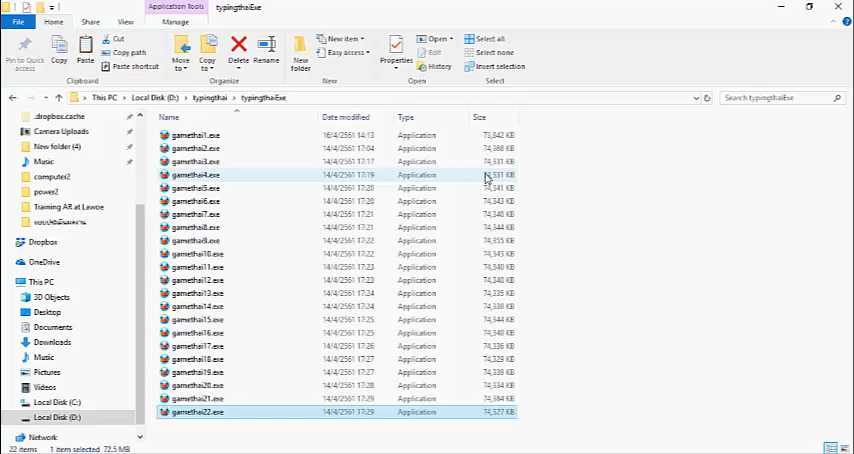 Application Tools typingthaiExe
File Home Share View Manage
Pin to Quick access Copy Paste Cut Copy path Paste shortcut Move to Copy to Delete Rename New folder New item Easy access Properties Open Edit History Select all Select none Invert selection
Clipboard Organize New Open Select
This PC > Local Disk (D:) > typingthai > typingthaiExe Search typingthaiExe
Name Date modified Type Size
gamethai1.exe 16/4/2561 14:13 Application 73,842 KB
gamethai2.exe 14/4/2561 17:04 Application 74,368 KB
gamethai3.exe 14/4/2561 17:17 Application 74,331 KB
gamethai4.exe 14/4/2561 17:19 Application 331 KB
gamethai5.exe 14/4/2561 17:20 Application 74,341 KB
gamethai6.exe 14/4/2561 17:20 Application 74,343 KB
gamethai7.exe 14/4/2561 17:21 Application 74,340 KB
gamethai8.exe 14/4/2561 17:21 Application 74,344 KB
gamethai9.exe 14/4/2561 17:22 Application 74,355 KB
gamethai10.exe 14/4/2561 17:22 Application 74,343 KB
gamethai11.exe 14/4/2561 17:23 Application 74,340 KB
gamethai12.exe 14/4/2561 17:23 Application 74,340 KB
gamethai13.exe 14/4/2561 17:24 Application 74,335 KB
gamethai14.exe 14/4/2561 17:24 Application 74,338 KB
gamethai15.exe 14/4/2561 17:25 Application 74,344 KB
gamethai16.exe 14/4/2561 17:25 Application 74,340 KB
gamethai17.exe 14/4/2561 17:26 Application 74,336 KB
gamethai18.exe 14/4/2561 17:27 Application 74,329 KB
gamethai19.exe 14/4/2561 17:27 Application 74,339 KB
gamethai20.exe 14/4/2561 17:28 Application 74,334 KB
gamethai21.exe 14/4/2561 17:29 Application 74,384 KB
gamethai22.exe 14/4/2561 17:29 Application 74,327 KB
.dropbox.cache
Camera Uploads
New folder (4)
Music
computer2
power2
Training AR at Lawoe
Dropbox
OneDrive
This PC
3D Objects
Desktop
Documents
Downloads
Music
Pictures
Videos
Local Disk (C:)
Local Disk (D:)
Network
22 items 1 item selected 72.5 MB